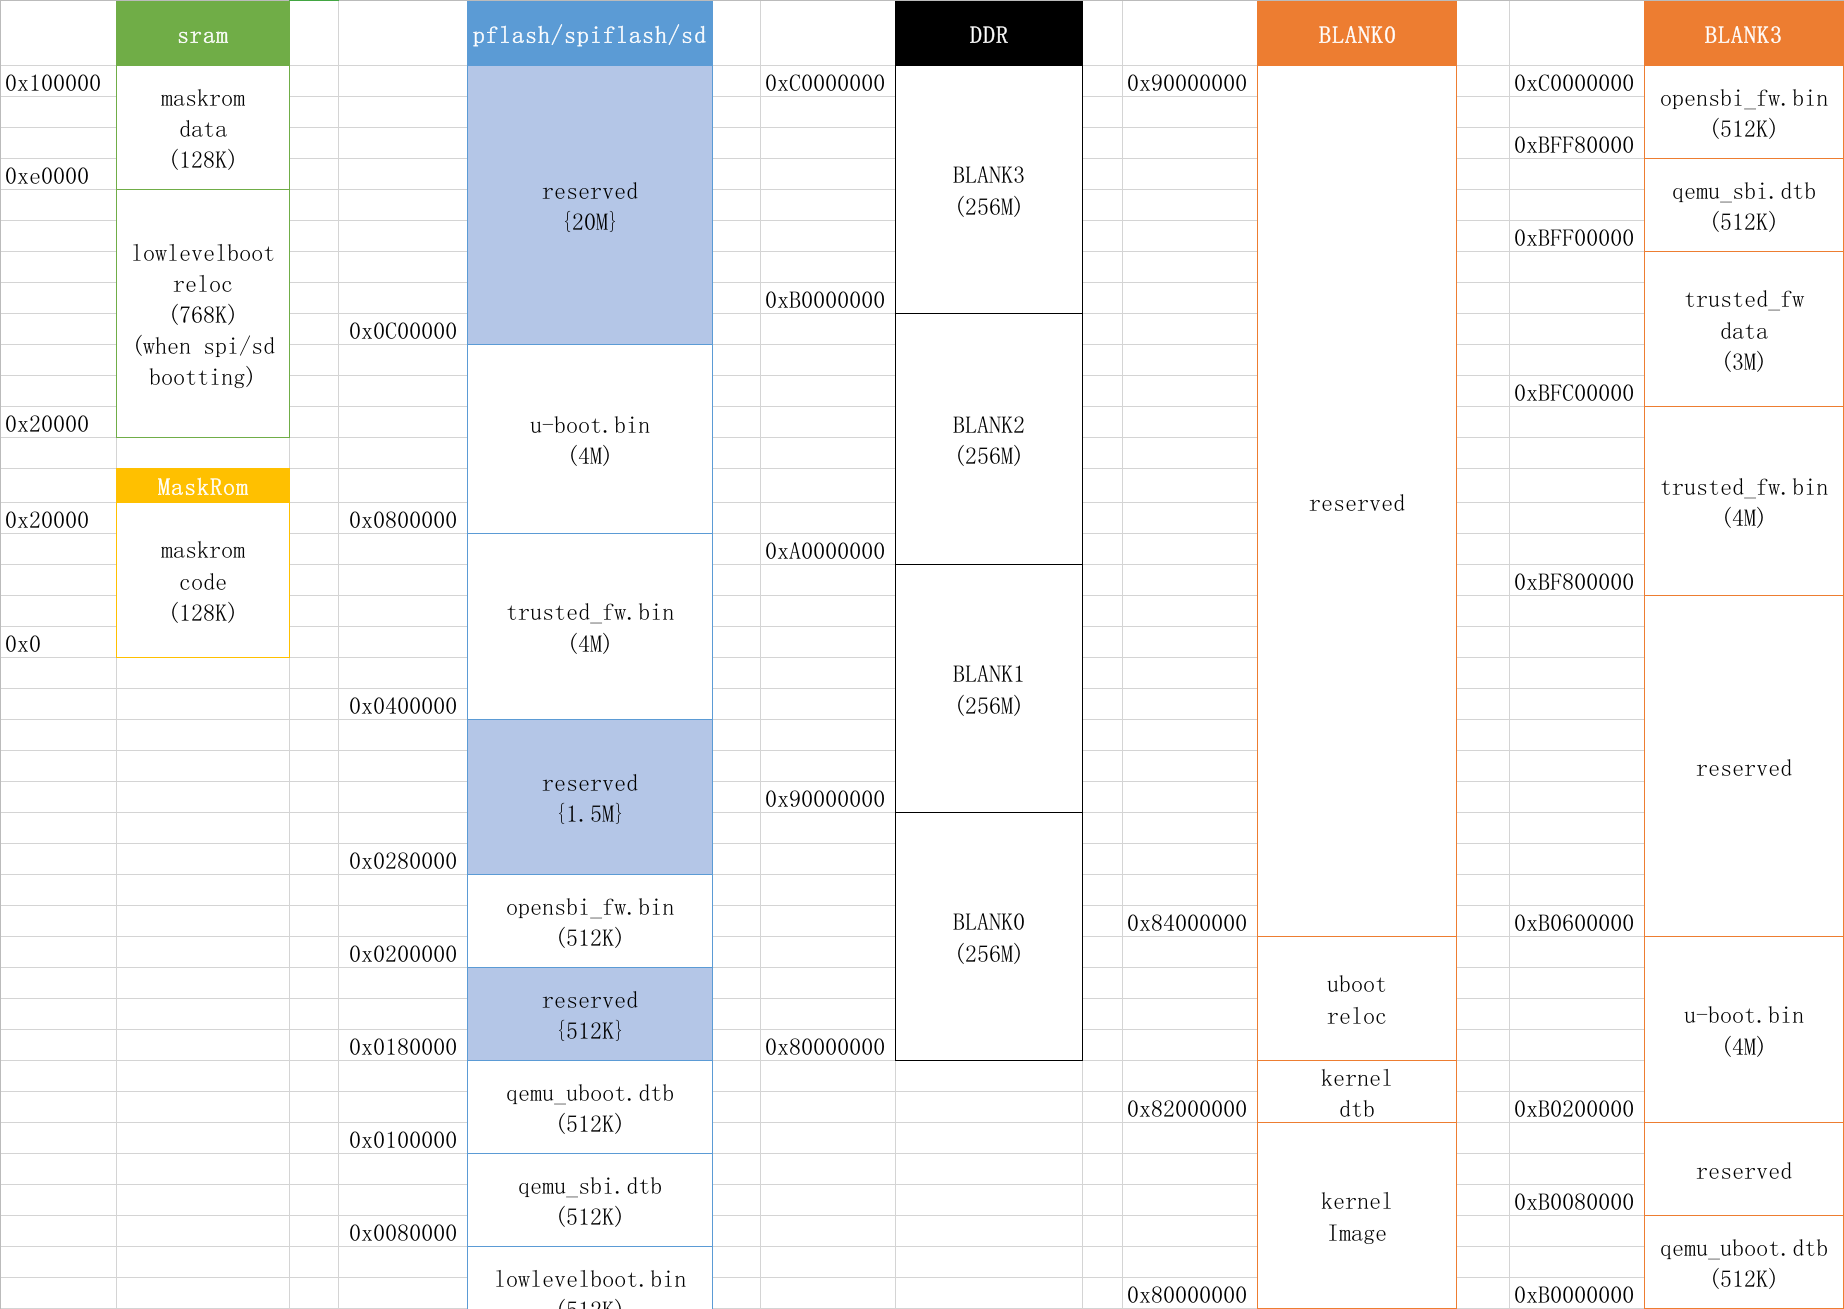 sram
0x100000
maskrom
data
(128K)
0xe0000
lowlevelboot
reloc
(768K)
(when spi/sd
bootting)
0x20000
MaskRom
0x20000
maskrom
code
(128K)
0x0
pflash/spiflash/sd
reserved
{20M}
0x0C00000
u-boot.bin
(4M)
0x0800000
trusted_fw.bin
(4M)
0x0400000
reserved
{1.5M}
0x0280000
opensbi_fw.bin
(512K)
0x0200000
reserved
{512K}
0x0180000
qemu_uboot.dtb
(512K)
0x0100000
qemu_sbi.dtb
(512K)
0x0080000
lowlevelboot.bin
(512K)
DDR
0xC0000000
BLANK3
(256M)
0xB0000000
BLANK2
(256M)
0xA0000000
BLANK1
(256M)
0x90000000
BLANK0
(256M)
0x80000000
BLANK0
0x90000000
reserved
0x84000000
uboot
reloc
kernel
dtb
0x82000000
kernel
Image
0x80000000
BLANK3
0xC0000000
opensbi_fw.bin
(512K)
0xBFF80000
qemu_sbi.dtb
(512K)
0xBFF00000
trusted_fw
data
(3M)
0xBFC00000
trusted_fw.bin
(4M)
0xBF800000
reserved
0xB0600000
u-boot.bin
(4M)
0xB0200000
reserved
0xB0080000
qemu_uboot.dtb
(512K)
0xB0000000